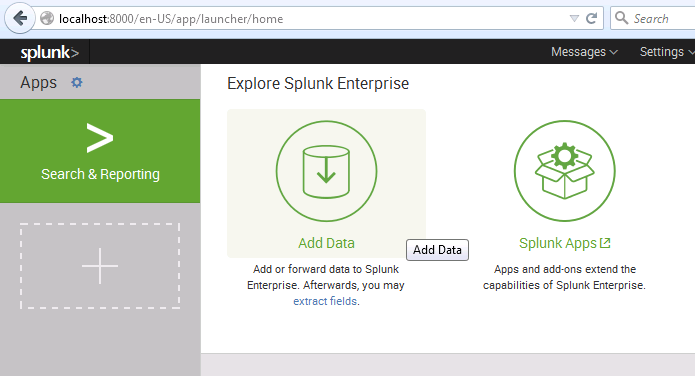 localhost:8000/en-US/app/launcher/home
Search
splunk>
Messages
Settings
Apps
Explore Splunk Enterprise
>
Search & Reporting
Add Data
Add Data
Splunk Apps
Add or forward data to Splunk
Enterprise. Afterwards, you may
extract fields.
Apps and add-ons extend the
capabilities of Splunk Enterprise.